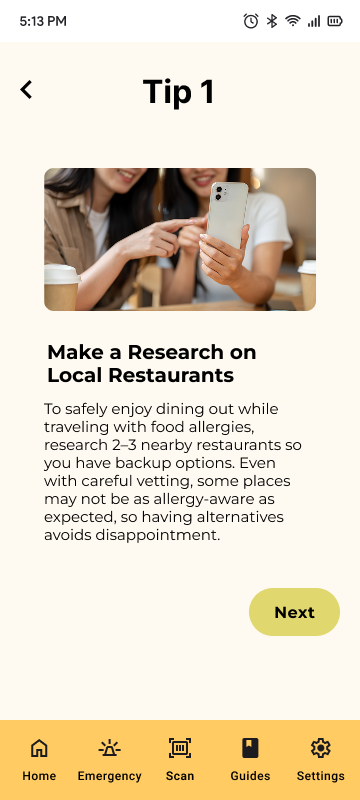 5:13 PM
Tip 1
Make a Research on
Local Restaurants
To safely enjoy dining out while
traveling with food allergies,
research 2–3 nearby restaurants so
you have backup options. Even
with careful vetting, some places
may not be as allergy-aware as
expected, so having alternatives
avoids disappointment.
Next
Home
Emergency
Scan
Guides
Settings